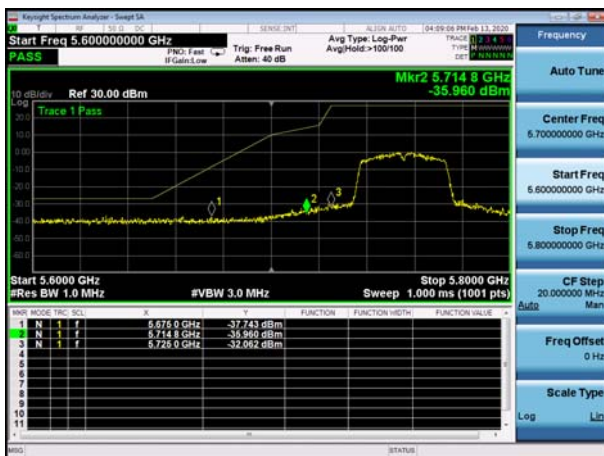 Keysight Spectrum Analyzer - Swept SA
T RF 50 Ω DC SENSE:INT ALIGN AUTO 04:09:06 PM Feb 13, 2020
Start Freq 5.600000000 GHz
PASS
PNO: Fast
IFGain:Low
Trig: Free Run
Atten: 40 dB
Avg Type: Log-Pwr
Avg|Hold:>100/100
TRACE 1 2 3 4 5 6
TYPE M W W W W W
DET P N N N N N
Mkr2 5.714 8 GHz
-35.960 dBm
10 dB/div Ref 30.00 dBm
Log
Trace 1 Pass
20.0
10.0
0.00
-10.0
-20.0
-30.0
-40.0
-50.0
-60.0
1
2
3
Start 5.6000 GHz Stop 5.8000 GHz
#Res BW 1.0 MHz #VBW 3.0 MHz Sweep 1.000 ms (1001 pts)
MKR MODE TRC SCL X Y FUNCTION FUNCTION WIDTH FUNCTION VALUE
1 N 1 f 5.675 0 GHz -37.743 dBm
2 N 1 f 5.714 8 GHz -35.960 dBm
3 N 1 f 5.725 0 GHz -32.062 dBm
4
5
6
7
8
9
10
11
MSG STATUS
Frequency
Auto Tune
Center Freq
5.700000000 GHz
Start Freq
5.600000000 GHz
Stop Freq
5.800000000 GHz
CF Step
20.000000 MHz
Auto Man
Freq Offset
0 Hz
Scale Type
Log Lin